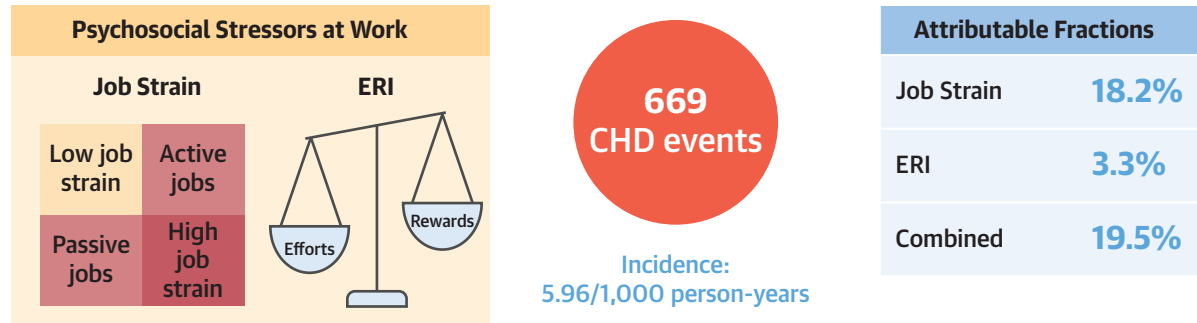 Psychosocial Stressors at Work
Job Strain
ERI
Low job
strain
Active
jobs
Passive
jobs
High
job
strain
Efforts
Rewards
669
CHD events
Incidence:
5.96/1,000 person-years
Attributable Fractions
Job Strain 18.2%
ERI 3.3%
Combined 19.5%